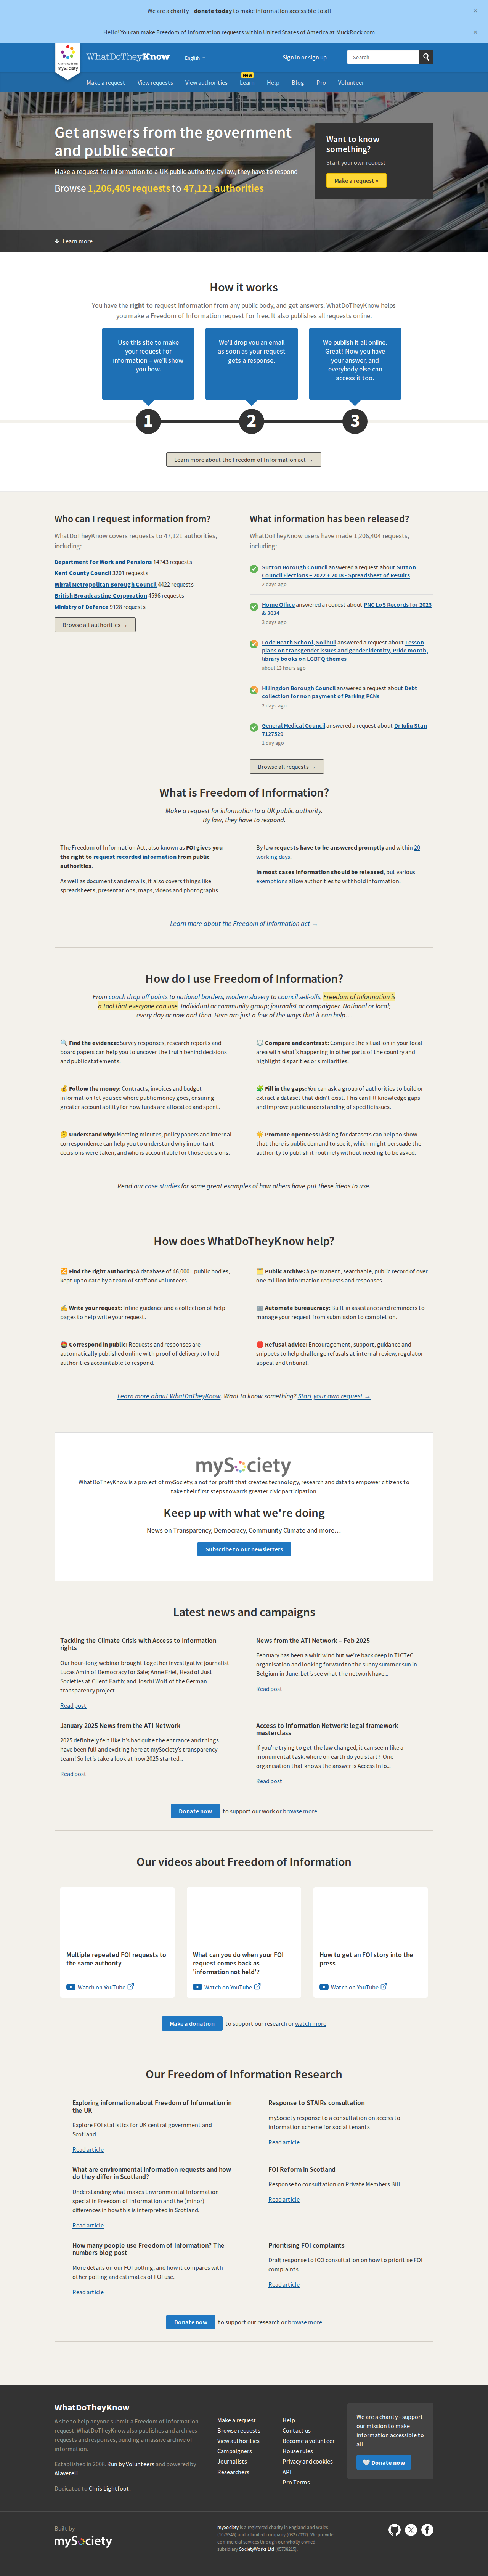 We are a charity – donate today to make information accessible to all
×
Hello! You can make Freedom of Information requests within United States of America at MuckRock.com
×
a service from
mySociety
WhatDoTheyKnow
English
Sign in or sign up
Search
Make a request
View requests
View authorities
New
Learn
Help
Blog
Pro
Volunteer
Get answers from the government
and public sector
Make a request for information to a UK public authority: by law, they have to respond
Browse 1,206,405 requests to 47,121 authorities
Want to know
something?
Start your own request
Make a request »
Learn more
How it works
You have the right to request information from any public body, and get answers. WhatDoTheyKnow helps
you make a Freedom of Information request for free. It also publishes all requests online.
Use this site to make
your request for
information – we'll show
you how.
We'll drop you an email
as soon as your request
gets a response.
We publish it all online.
Great! Now you have
your answer, and
everybody else can
access it too.
1
2
3
Learn more about the Freedom of Information act →
Who can I request information from?
WhatDoTheyKnow covers requests to 47,121 authorities,
including:
Department for Work and Pensions 14743 requests
Kent County Council 3201 requests
Wirral Metropolitan Borough Council 4422 requests
British Broadcasting Corporation 4596 requests
Ministry of Defence 9128 requests
Browse all authorities →
What information has been released?
WhatDoTheyKnow users have made 1,206,404 requests,
including:
Sutton Borough Council answered a request about Sutton
Council Elections – 2022 + 2018 - Spreadsheet of Results
2 days ago
Home Office answered a request about PNC LoS Records for 2023
& 2024
3 days ago
Lode Heath School, Solihull answered a request about Lesson
plans on transgender issues and gender identity, Pride month,
library books on LGBTQ themes
about 13 hours ago
Hillingdon Borough Council answered a request about Debt
collection for non payment of Parking PCNs
2 days ago
General Medical Council answered a request about Dr Iuliu Stan
7127529
1 day ago
Browse all requests →
What is Freedom of Information?
Make a request for information to a UK public authority.
By law, they have to respond.
The Freedom of Information Act, also known as FOI gives you
the right to request recorded information from public
authorities.
As well as documents and emails, it also covers things like
spreadsheets, presentations, maps, videos and photographs.
By law requests have to be answered promptly and within 20
working days.
In most cases information should be released, but various
exemptions allow authorities to withhold information.
Learn more about the Freedom of Information act →
How do I use Freedom of Information?
From coach drop off points to national borders; modern slavery to council sell-offs, Freedom of Information is
a tool that everyone can use. Individual or community group; journalist or campaigner. National or local;
every day or now and then. Here are just a few of the ways that it can help…
🔍 Find the evidence: Survey responses, research reports and
board papers can help you to uncover the truth behind decisions
and public statements.
⚖️ Compare and contrast: Compare the situation in your local
area with what's happening in other parts of the country and
highlight disparities or similarities.
💰 Follow the money: Contracts, invoices and budget
information let you see where public money goes, ensuring
greater accountability for how funds are allocated and spent.
🧩 Fill in the gaps: You can ask a group of authorities to build or
extract a dataset that didn't exist. This can fill knowledge gaps
and improve public understanding of specific issues.
🤔 Understand why: Meeting minutes, policy papers and internal
correspondence can help you to understand why important
decisions were taken, and who is accountable for those decisions.
☀️ Promote openness: Asking for datasets can help to show
that there is public demand to see it, which might persuade the
authority to publish it routinely without needing to be asked.
Read our case studies for some great examples of how others have put these ideas to use.
How does WhatDoTheyKnow help?
🔀 Find the right authority: A database of 46,000+ public bodies,
kept up to date by a team of staff and volunteers.
🗂️ Public archive: A permanent, searchable, public record of over
one million information requests and responses.
✍️ Write your request: Inline guidance and a collection of help
pages to help write your request.
🤖 Automate bureaucracy: Built in assistance and reminders to
manage your request from submission to completion.
Correspond in public: Requests and responses are
automatically published online with proof of delivery to hold
authorities accountable to respond.
🛑 Refusal advice: Encouragement, support, guidance and
snippets to help challenge refusals at internal review, regulator
appeal and tribunal.
Learn more about WhatDoTheyKnow. Want to know something? Start your own request →
mySociety
WhatDoTheyKnow is a project of mySociety, a not for profit that creates technology, research and data to empower citizens to
take their first steps towards greater civic participation.
Keep up with what we're doing
News on Transparency, Democracy, Community Climate and more…
Subscribe to our newsletters
Latest news and campaigns
Tackling the Climate Crisis with Access to Information
rights
Our hour-long webinar brought together investigative journalist
Lucas Amin of Democracy for Sale; Anne Friel, Head of Just
Societies at Client Earth; and Joschi Wolf of the German
transparency project...
Read post
News from the ATI Network – Feb 2025
February has been a whirlwind but we're back deep in TICTeC
organisation and looking forward to the sunny summer sun in
Belgium in June. Let's see what the network have...
Read post
January 2025 News from the ATI Network
2025 definitely felt like it's had quite the entrance and things
have been full and exciting here at mySociety's transparency
team! So let's take a look at how 2025 started...
Read post
Access to Information Network: legal framework
masterclass
If you're trying to get the law changed, it can seem like a
monumental task: where on earth do you start? One
organisation that knows the answer is Access Info...
Read post
Donate now to support our work or browse more
Our videos about Freedom of Information
Multiple repeated FOI requests to
the same authority
Watch on YouTube
What can you do when your FOI
request comes back as
'information not held'?
Watch on YouTube
How to get an FOI story into the
press
Watch on YouTube
Make a donation to support our research or watch more
Our Freedom of Information Research
Exploring information about Freedom of Information in
the UK
Explore FOI statistics for UK central government and
Scotland.
Read article
Response to STAIRs consultation
mySociety response to a consultation on access to
information scheme for social tenants
Read article
What are environmental information requests and how
do they differ in Scotland?
Understanding what makes Environmental Information
special in Freedom of Information and the (minor)
differences in how this is interpreted in Scotland.
Read article
FOI Reform in Scotland
Response to consultation on Private Members Bill
Read article
How many people use Freedom of Information? The
numbers blog post
More details on our FOI polling, and how it compares with
other polling and estimates of FOI use.
Read article
Prioritising FOI complaints
Draft response to ICO consultation on how to prioritise FOI
complaints
Read article
Donate now to support our research or browse more
WhatDoTheyKnow
A site to help anyone submit a Freedom of Information
request. WhatDoTheyKnow also publishes and archives
requests and responses, building a massive archive of
information.
Established in 2008. Run by Volunteers and powered by
Alaveteli.
Dedicated to Chris Lightfoot.
Make a request
Browse requests
View authorities
Campaigners
Journalists
Researchers
Help
Contact us
Become a volunteer
House rules
Privacy and cookies
API
Pro Terms
We are a charity - support
our mission to make
information accessible to
all
🤍 Donate now
Built by
mySociety
mySociety is a registered charity in England and Wales
(1076346) and a limited company (03277032). We provide
commercial services through our wholly owned
subsidiary SocietyWorks Ltd (05798215).